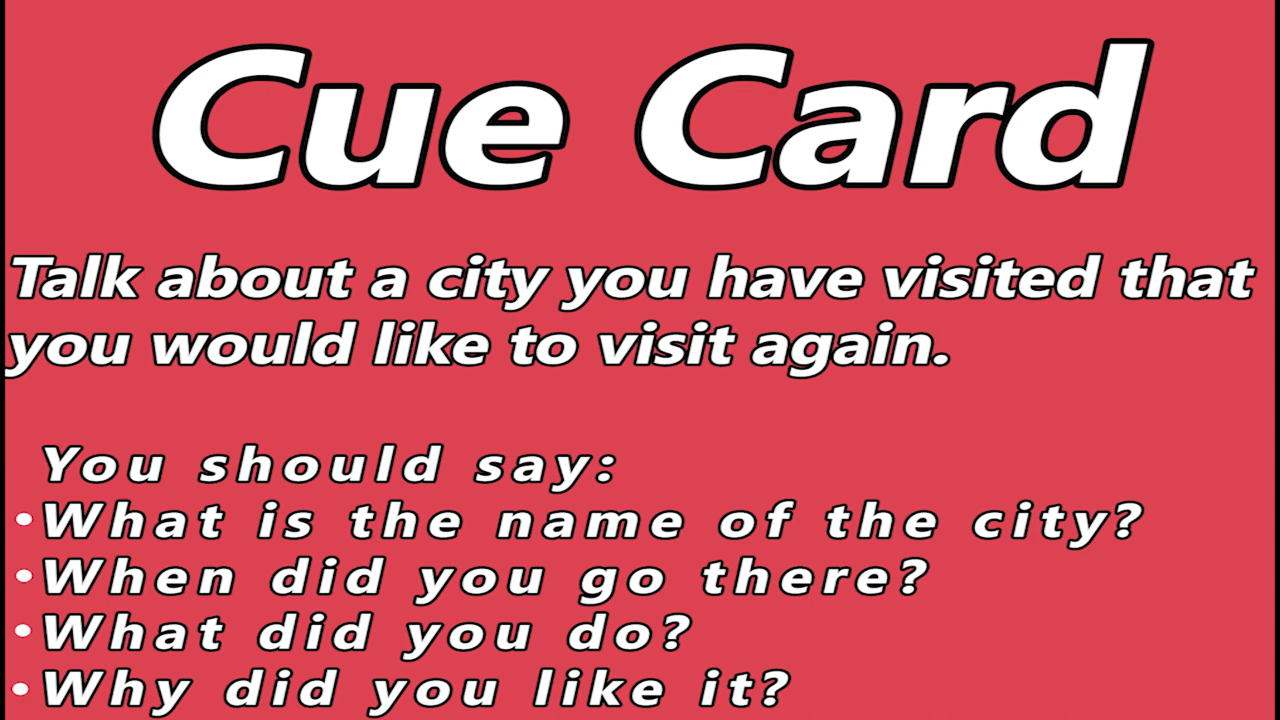 Cue Card
Talk about a city you have visited that
you would like to visit again.
You should say:
•What is the name of the city?
•When did you go there?
•What did you do?
•Why did you like it?